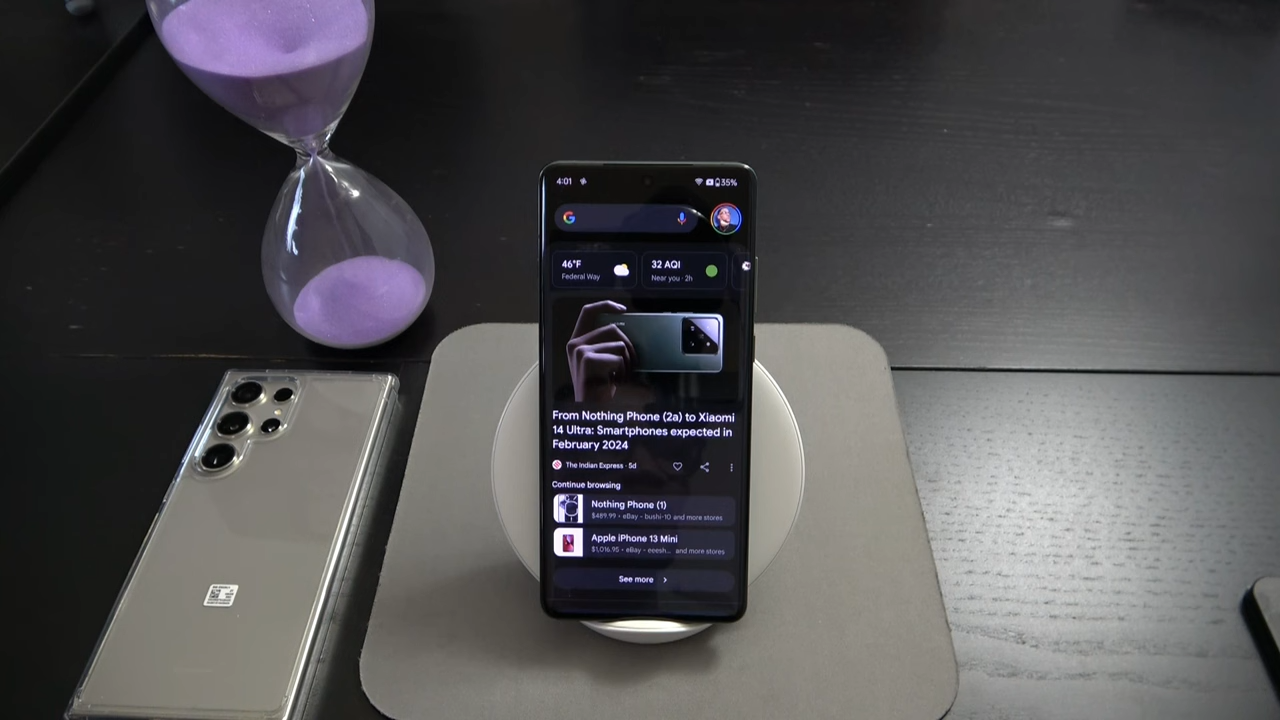 4:01
35%
G
46°F
Federal Way
32 AQI
Near you · 2h
From Nothing Phone (2a) to Xiaomi
14 Ultra: Smartphones expected in
February 2024
The Indian Express · 5d
Continue browsing
Nothing Phone (1)
$489.99 • eBay - bushi-10 and more stores
Apple iPhone 13 Mini
$1,016.95 • eBay - eeesh... and more stores
See more